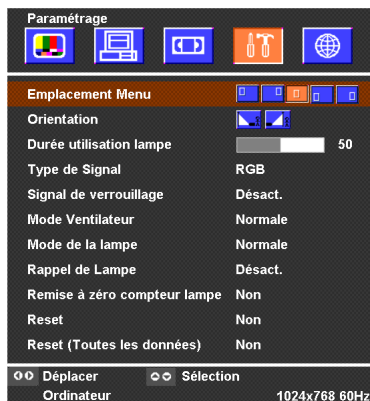 Paramétrage
Emplacement Menu
Orientation
Durée utilisation lampe 50
Type de Signal RGB
Signal de verrouillage Désact.
Mode Ventilateur Normale
Mode de la lampe Normale
Rappel de Lampe Désact.
Remise à zéro compteur lampe Non
Reset Non
Reset (Toutes les données) Non
Déplacer Sélection
Ordinateur 1024x768 60Hz